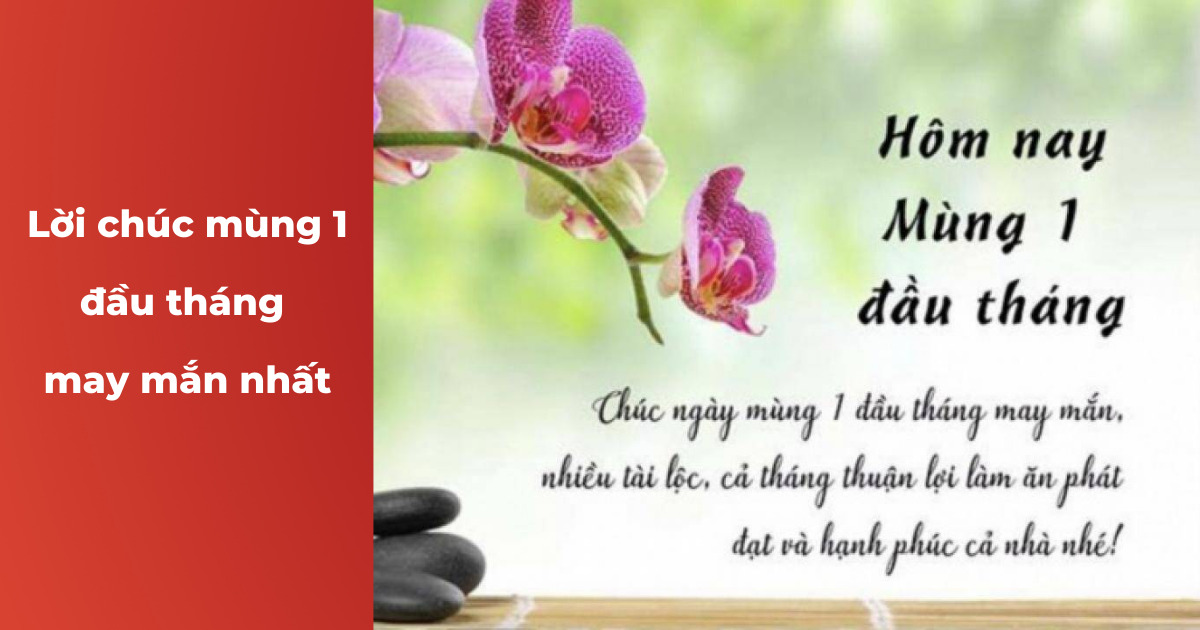 Lời chúc mùng 1
đầu tháng
may mắn nhất
Hôm nay
Mùng 1
đầu tháng
Chúc ngày mùng 1 đầu tháng may mắn,
nhiều tài lộc, cả tháng thuận lợi làm ăn phát
đạt và hạnh phúc cả nhà nhé!